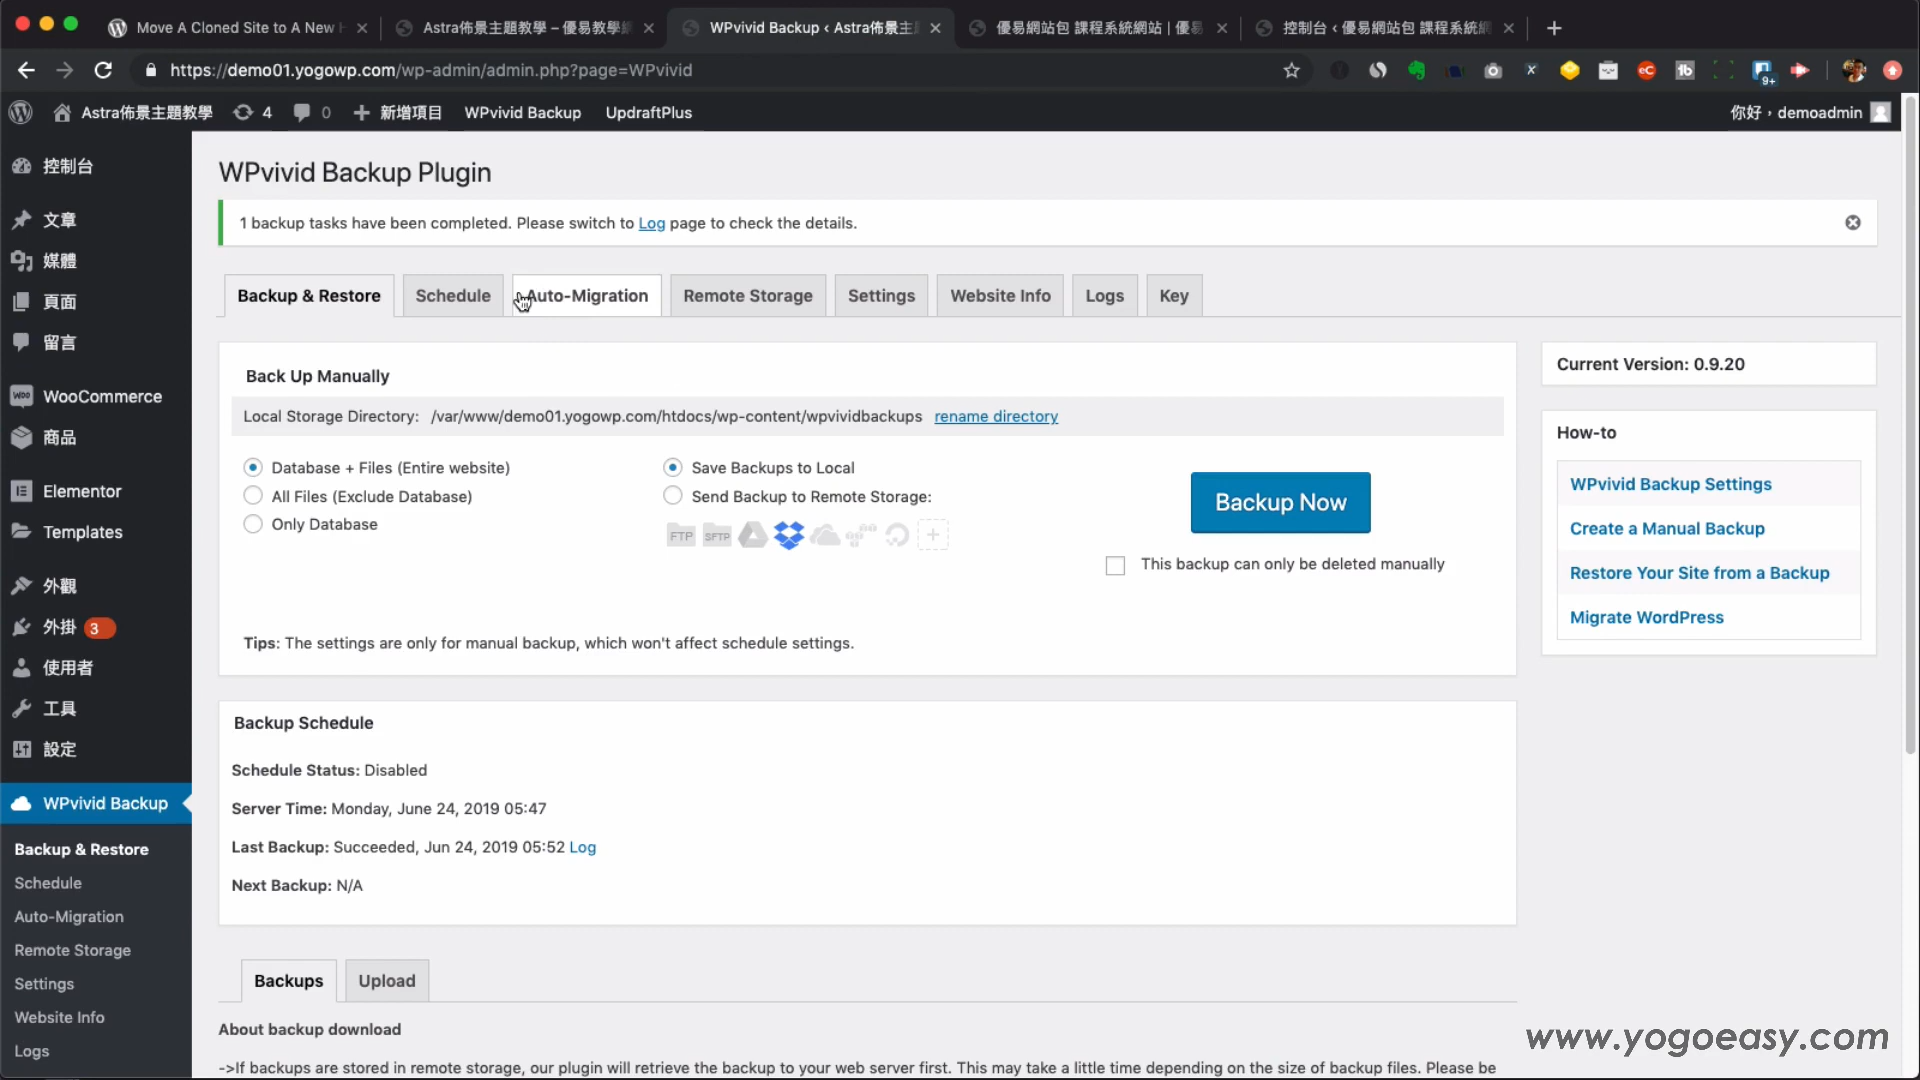 Move A Cloned Site to A New H
Astra佈景主題教學 – 優易教學網
WPvivid Backup ‹ Astra佈景主題
優易網站包 課程系統網站 | 優易
控制台 ‹ 優易網站包 課程系統網
https://demo01.yogowp.com/wp-admin/admin.php?page=WPvivid
Astra佈景主題教學 4 0 新增項目 WPvivid Backup UpdraftPlus 你好，demoadmin
控制台
文章
媒體
頁面
留言
WooCommerce
商品
Elementor
Templates
外觀
外掛 3
使用者
工具
設定
WPvivid Backup
Backup & Restore
Schedule
Auto-Migration
Remote Storage
Settings
Website Info
Logs
WPvivid Backup Plugin
1 backup tasks have been completed. Please switch to Log page to check the details.
Backup & Restore Schedule Auto-Migration Remote Storage Settings Website Info Logs Key
Back Up Manually
Local Storage Directory: /var/www/demo01.yogowp.com/htdocs/wp-content/wpvividbackups rename directory
Database + Files (Entire website)
All Files (Exclude Database)
Only Database
Save Backups to Local
Send Backup to Remote Storage:
FTP SFTP
Backup Now
This backup can only be deleted manually
Tips: The settings are only for manual backup, which won't affect schedule settings.
Backup Schedule
Schedule Status: Disabled
Server Time: Monday, June 24, 2019 05:47
Last Backup: Succeeded, Jun 24, 2019 05:52 Log
Next Backup: N/A
Backups Upload
About backup download
->If backups are stored in remote storage, our plugin will retrieve the backup to your web server first. This may take a little time depending on the size of backup files. Please be
Current Version: 0.9.20
How-to
WPvivid Backup Settings
Create a Manual Backup
Restore Your Site from a Backup
Migrate WordPress
www.yogoeasy.com